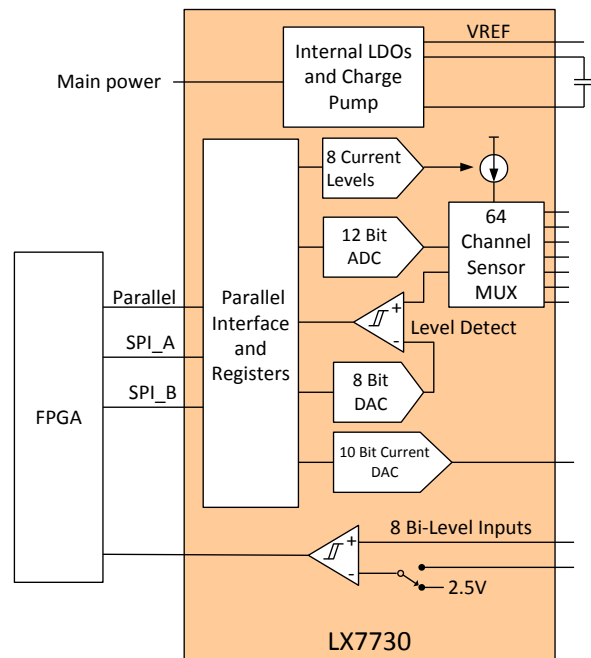 VREF
Internal LDOs
and Charge
Pump
Main power
8 Current
Levels
64
Channel
Sensor
MUX
12 Bit
ADC
Parallel
Interface
and
Registers
Parallel
SPI_A
SPI_B
FPGA
+
-
Level Detect
8 Bit
DAC
10 Bit Current
DAC
8 Bi-Level Inputs
+
-
2.5V
LX7730